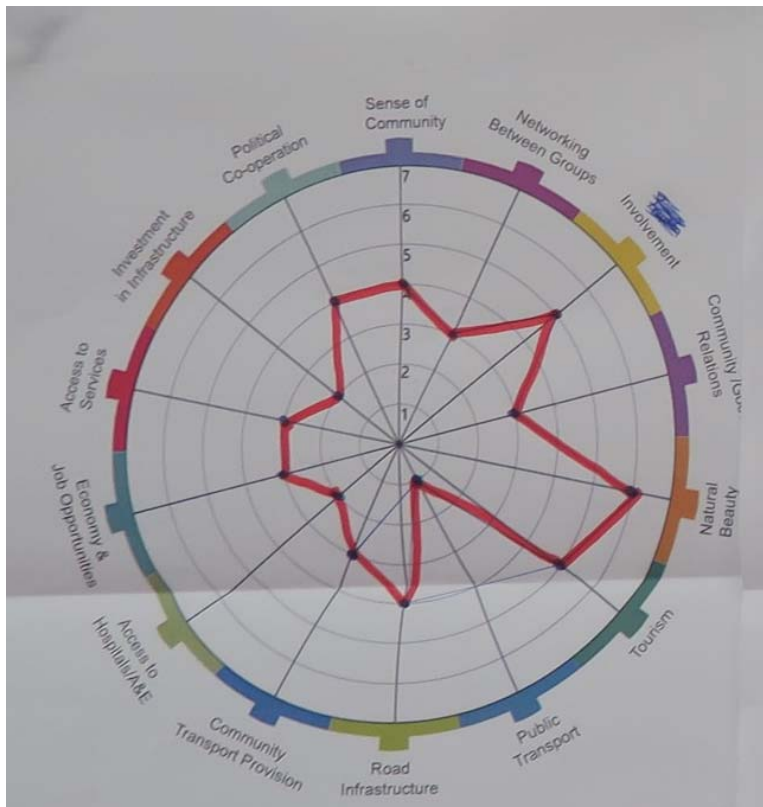 Sense of
Community
Networking
Between Groups
Involvement
Community /Gov
Relations
Natural
Beauty
Tourism
Public
Transport
Road
Infrastructure
Community
Transport Provision
Access to
Hospitals/A&E
Economy &
Job Opportunities
Access to
Services
Investment
in Infrastructure
Political
Co-operation
7
6
5
4
3
2
1